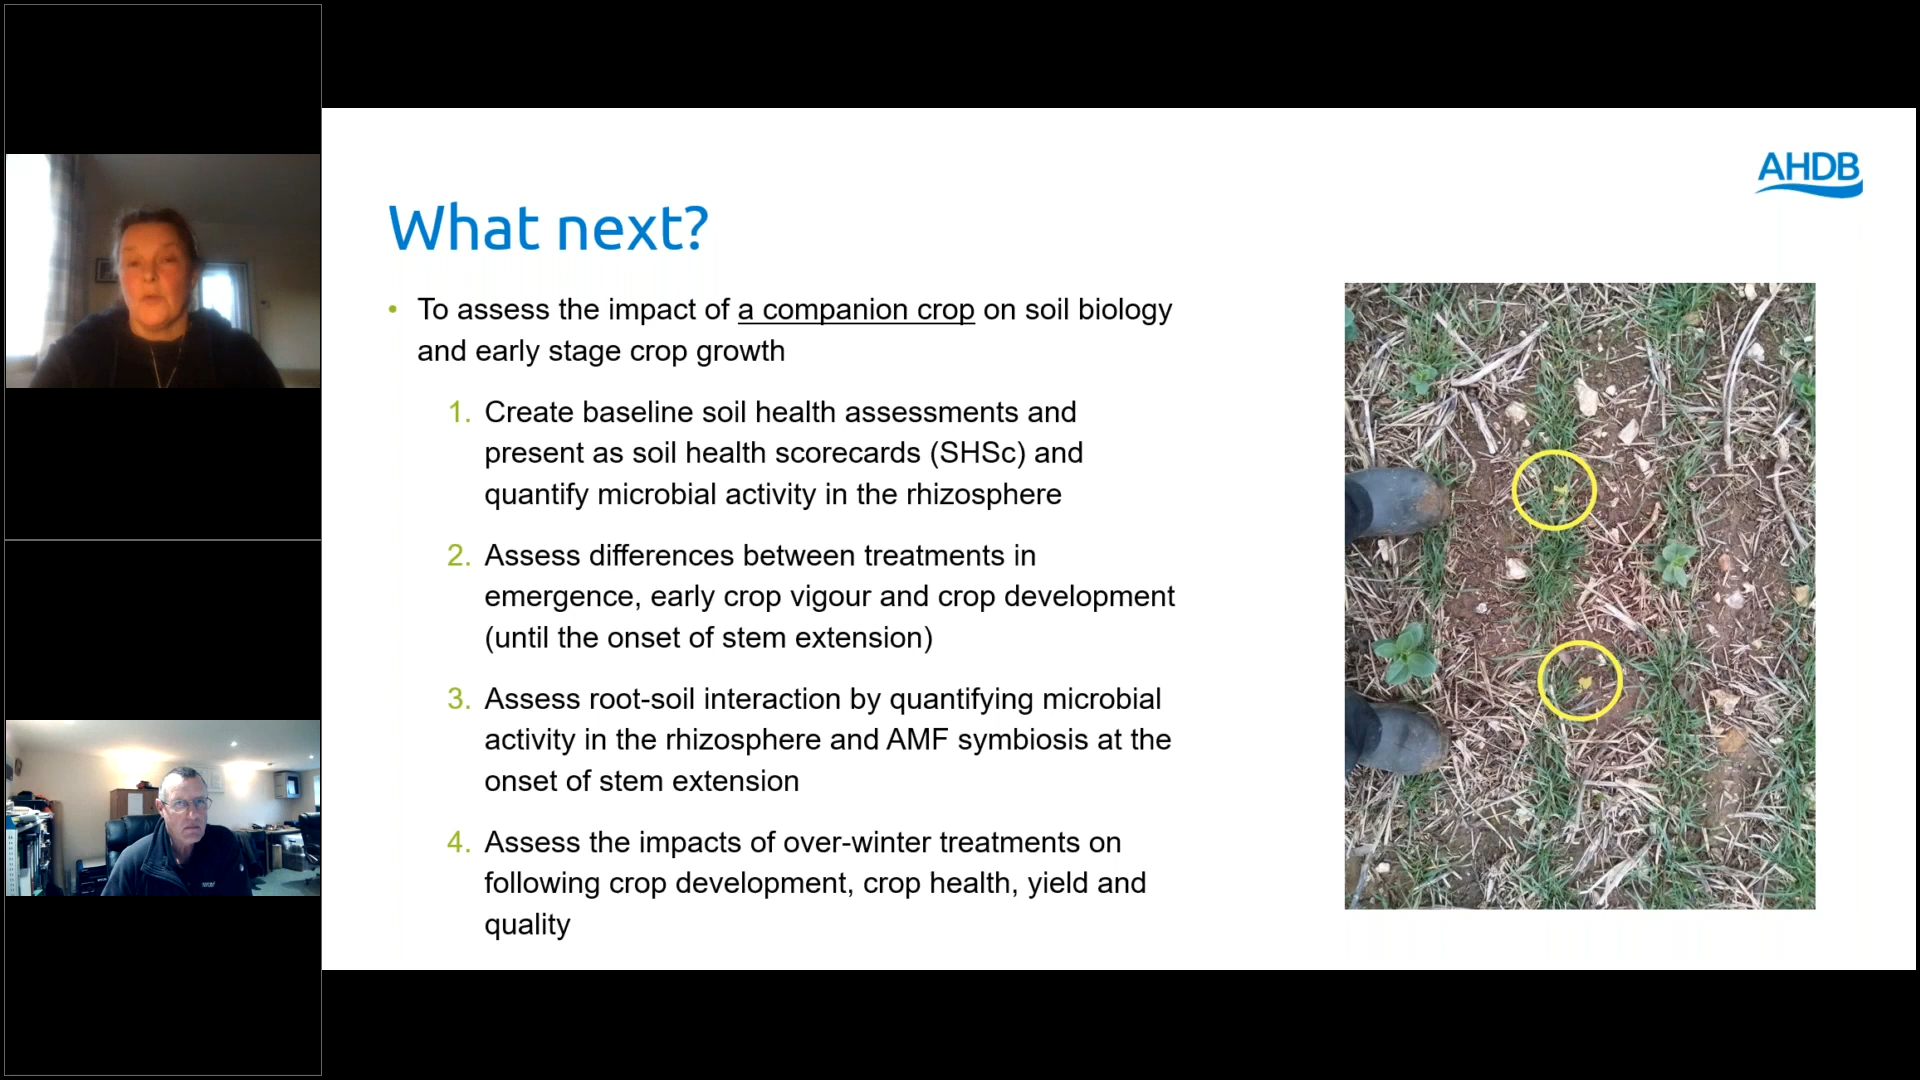 AHDB
What next?
• To assess the impact of a companion crop on soil biology
and early stage crop growth
1. Create baseline soil health assessments and
present as soil health scorecards (SHSc) and
quantify microbial activity in the rhizosphere
2. Assess differences between treatments in
emergence, early crop vigour and crop development
(until the onset of stem extension)
3. Assess root-soil interaction by quantifying microbial
activity in the rhizosphere and AMF symbiosis at the
onset of stem extension
4. Assess the impacts of over-winter treatments on
following crop development, crop health, yield and
quality